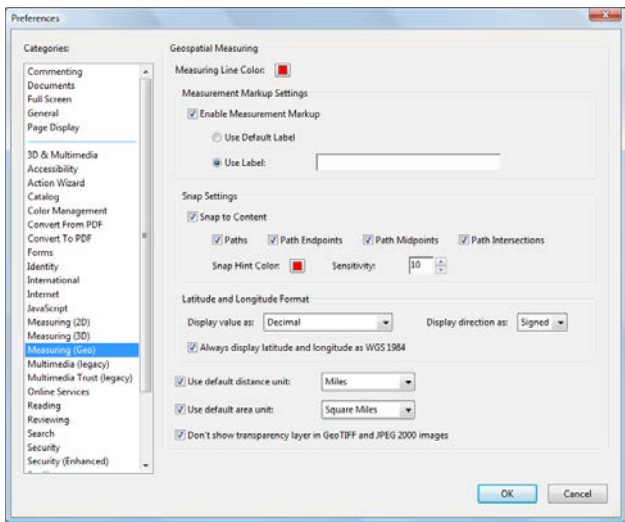 Preferences
Categories:
Commenting
Documents
Full Screen
General
Page Display
3D & Multimedia
Accessibility
Action Wizard
Catalog
Color Management
Convert From PDF
Convert To PDF
Forms
Identity
International
Internet
JavaScript
Measuring (2D)
Measuring (3D)
Measuring (Geo)
Multimedia (legacy)
Multimedia Trust (legacy)
Online Services
Reading
Reviewing
Search
Security
Security (Enhanced)
Geospatial Measuring
Measuring Line Color:
Measurement Markup Settings
Enable Measurement Markup
Use Default Label
Use Label:
Snap Settings
Snap to Content
Paths Path Endpoints Path Midpoints Path Intersections
Snap Hint Color: Sensitivity: 10
Latitude and Longitude Format
Display value as: Decimal Display direction as: Signed
Always display latitude and longitude as WGS 1984
Use default distance unit: Miles
Use default area unit: Square Miles
Don't show transparency layer in GeoTIFF and JPEG 2000 images
OK Cancel